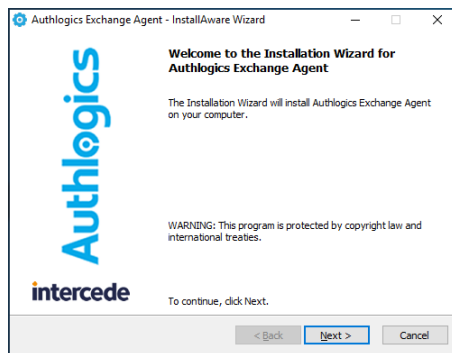 Authlogics Exchange Agent - InstallAware Wizard
Authlogics
intercede
Welcome to the Installation Wizard for
Authlogics Exchange Agent
The Installation Wizard will install Authlogics Exchange Agent
on your computer.
WARNING: This program is protected by copyright law and
international treaties.
To continue, click Next.
< Back
Next >
Cancel